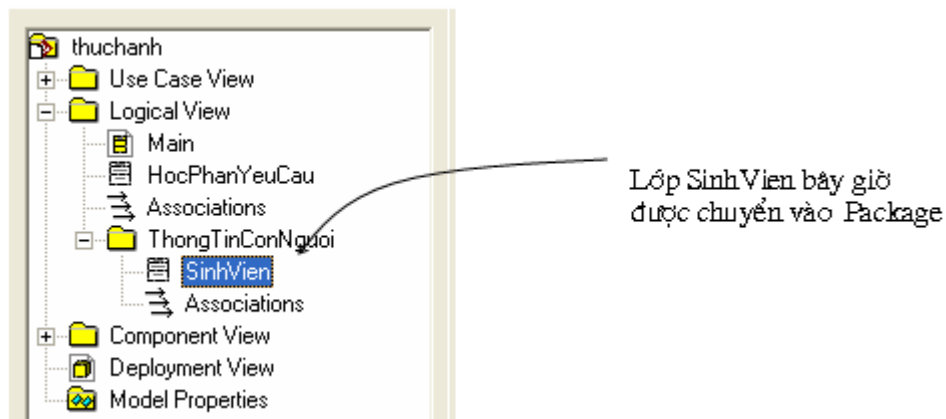 thuchanh
Use Case View
Logical View
Main
HocPhanYeuCau
Associations
ThongTinConNguoi
SinhVien
Associations
Component View
Deployment View
Model Properties
Lớp SinhVien bây giờ
được chuyển vào Package